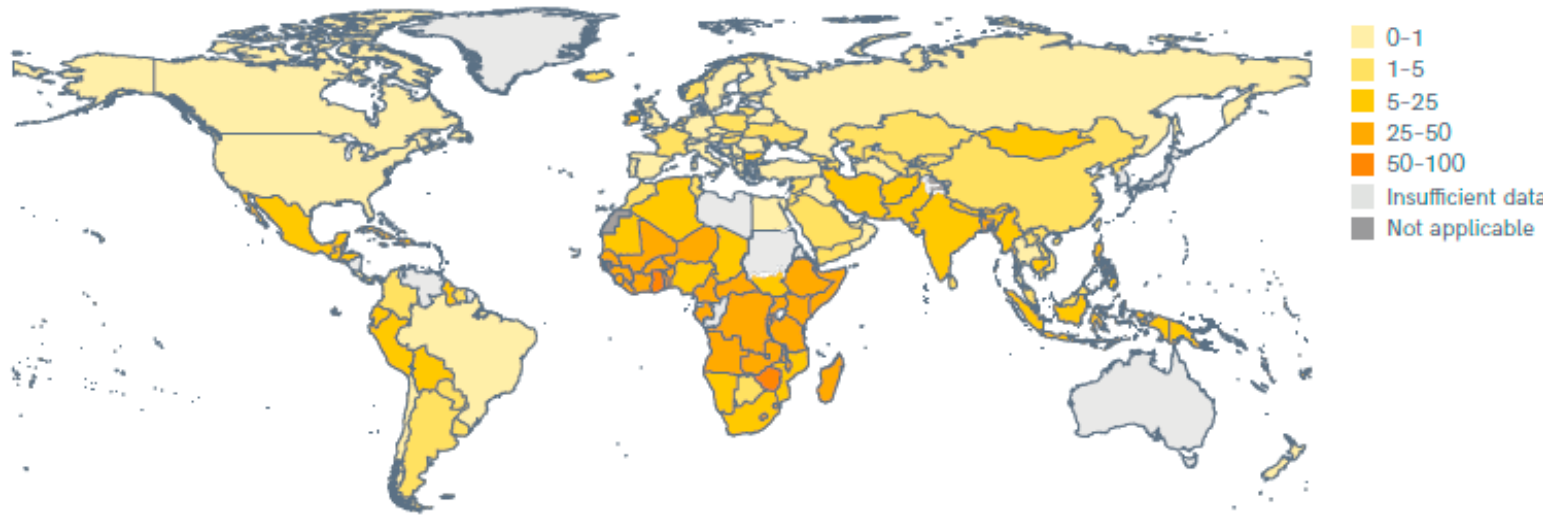 0-1
1-5
5-25
25-50
50-100
Insufficient data
Not applicable